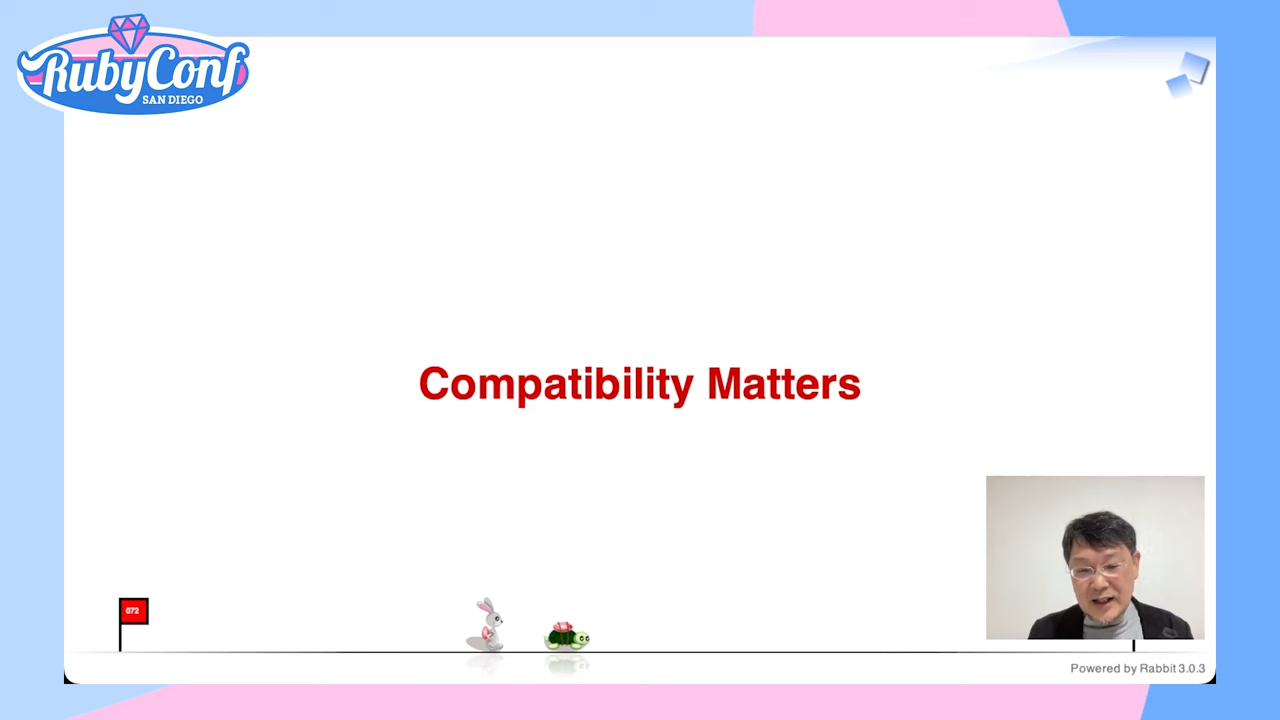 RubyConf
SAN DIEGO
Compatibility Matters
072
Powered by Rabbit 3.0.3